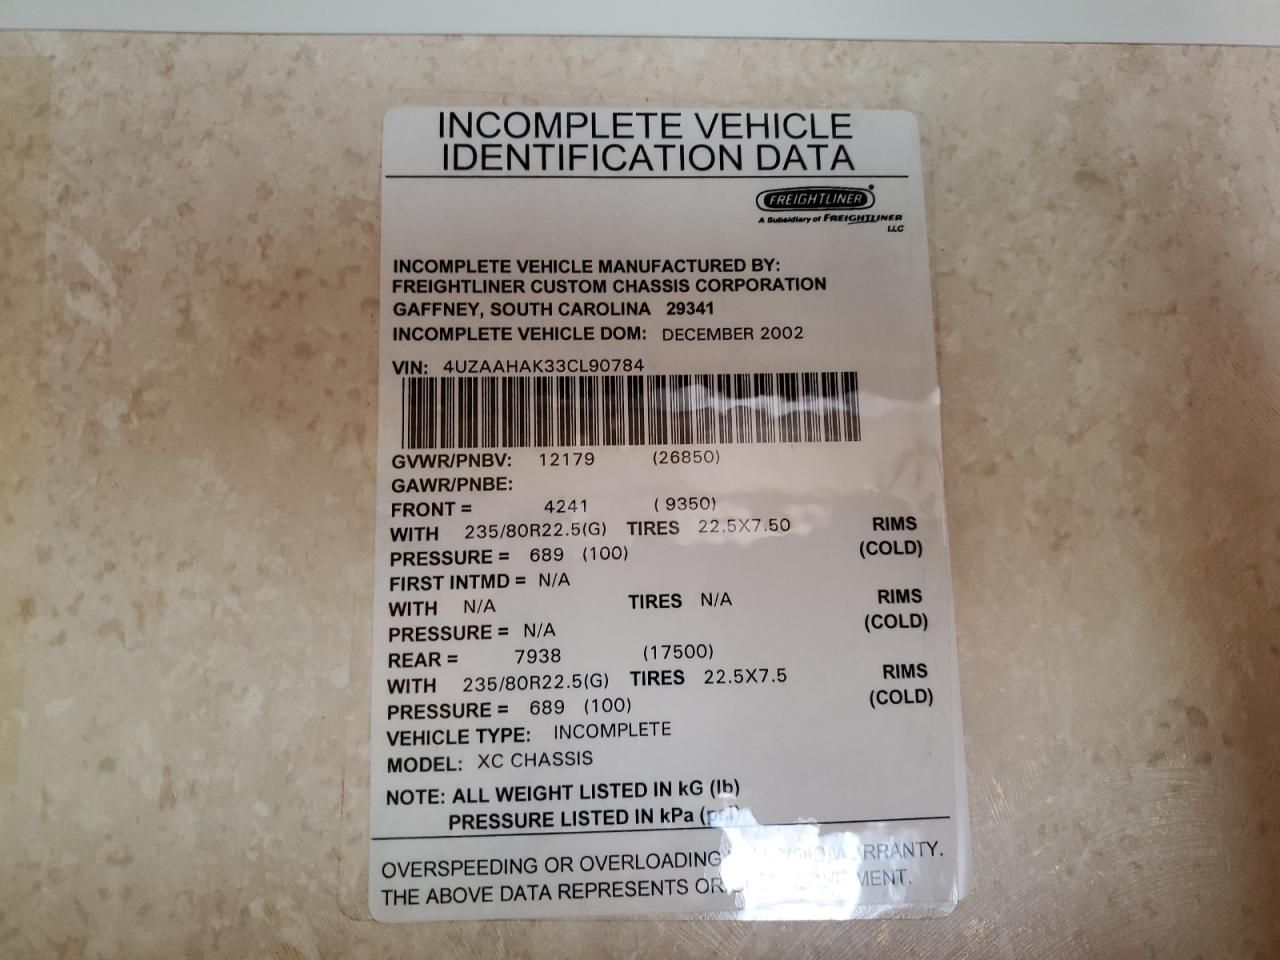 INCOMPLETE VEHICLE
IDENTIFICATION DATA
FREIGHTLINER®
A Subsidiary of FREIGHTLINER
LLC
INCOMPLETE VEHICLE MANUFACTURED BY:
FREIGHTLINER CUSTOM CHASSIS CORPORATION
GAFFNEY, SOUTH CAROLINA 29341
INCOMPLETE VEHICLE DOM: DECEMBER 2002
VIN: 4UZAAHAK33CL90784
GVWR/PNBV: 12179 (26850)
GAWR/PNBE:
FRONT = 4241 ( 9350)
WITH 235/80R22.5(G) TIRES 22.5X7.50 RIMS
PRESSURE = 689 (100) (COLD)
FIRST INTMD = N/A
WITH N/A TIRES N/A RIMS
PRESSURE = N/A (COLD)
REAR = 7938 (17500)
WITH 235/80R22.5(G) TIRES 22.5X7.5 RIMS
PRESSURE = 689 (100) (COLD)
VEHICLE TYPE: INCOMPLETE
MODEL: XC CHASSIS
NOTE: ALL WEIGHT LISTED IN kG (lb)
PRESSURE LISTED IN kPa (psi)
OVERSPEEDING OR OVERLOADING WARRANTY.
THE ABOVE DATA REPRESENTS